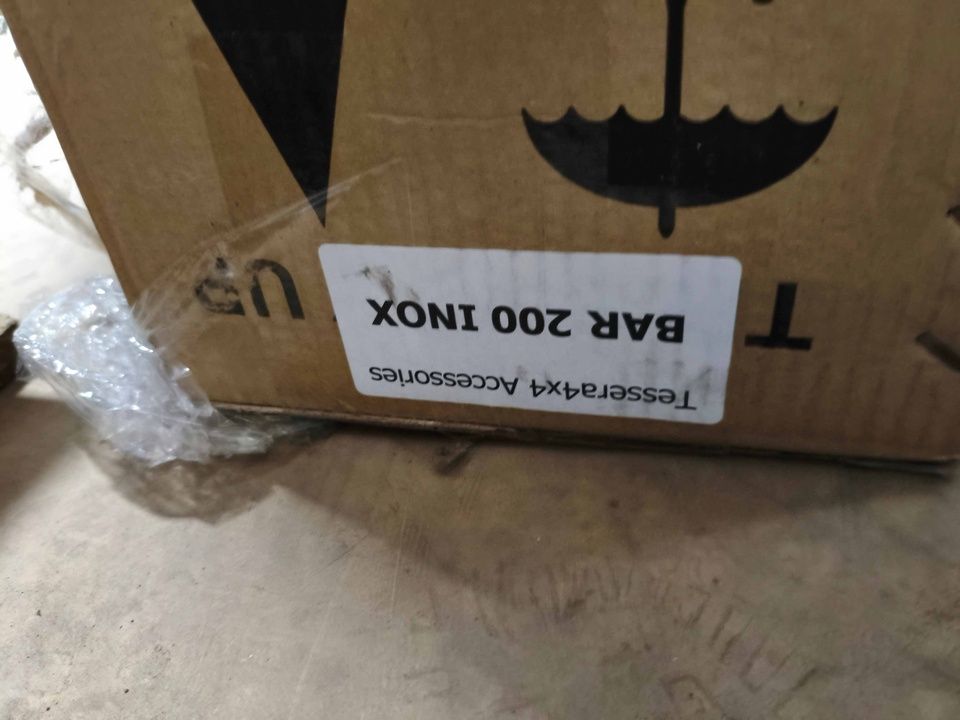 Tessera4x4 Accessories
BAR 200 INOX
T
UP